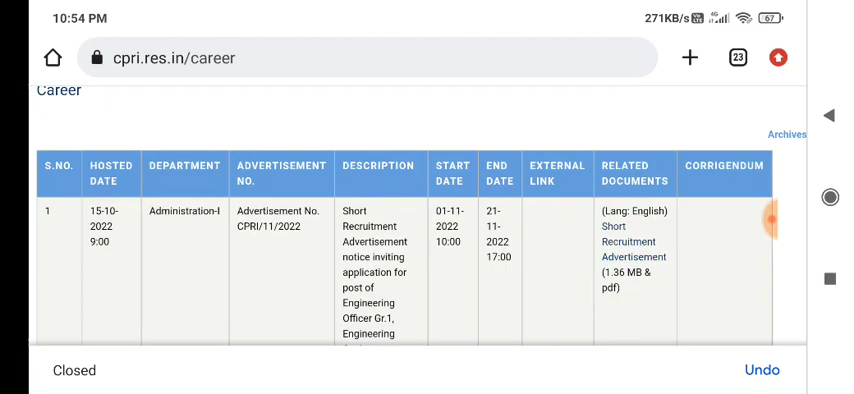 10:54 PM 271KB/s 4G 67
cpri.res.in/career 23
Career
Archives
S.NO. HOSTED DATE DEPARTMENT ADVERTISEMENT NO. DESCRIPTION START DATE END DATE EXTERNAL LINK RELATED DOCUMENTS CORRIGENDUM
1
15-10-
2022
9:00
Administration-I
Advertisement No.
CPRI/11/2022
Short
Recruitment
Advertisement
notice inviting
application for
post of
Engineering
Officer Gr.1,
Engineering
01-11-
2022
10:00
21-
11-
2022
17:00
(Lang: English)
Short
Recruitment
Advertisement
(1.36 MB &
pdf)
Closed Undo